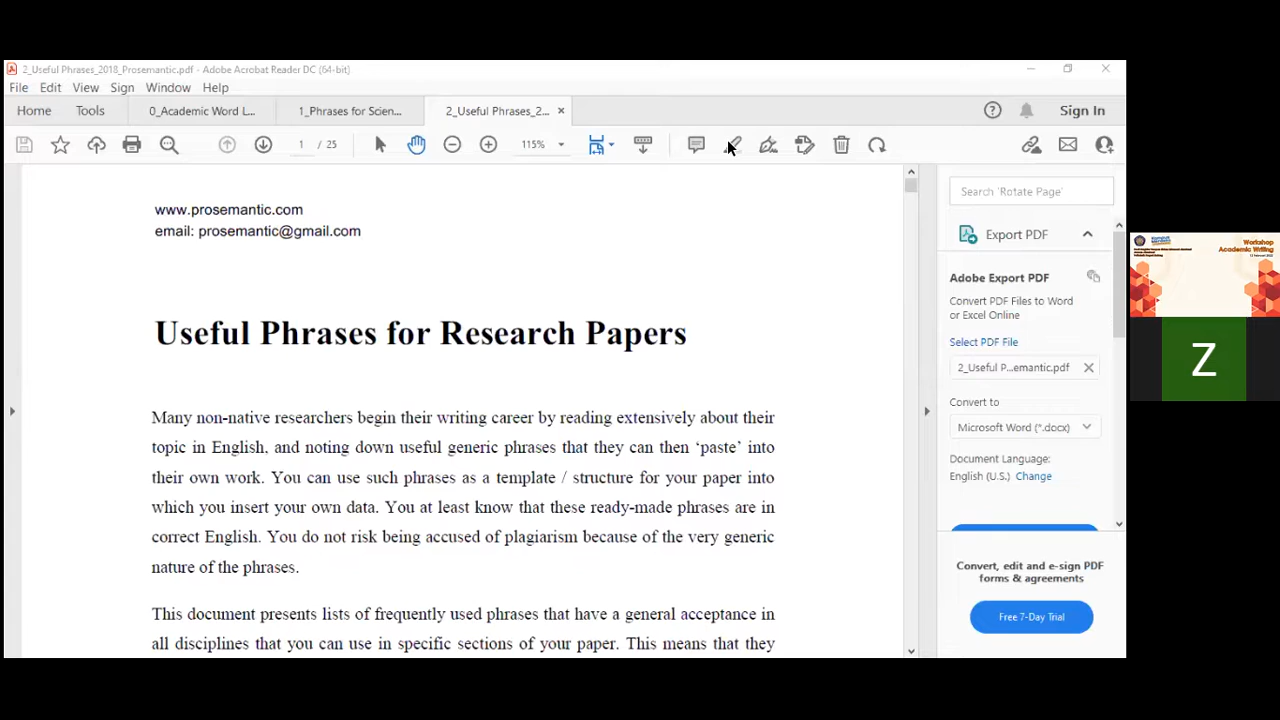 2_Useful Phrases_2018_Prosemantic.pdf - Adobe Acrobat Reader DC (64-bit)
File Edit View Sign Window Help
Home Tools 0_Academic Word L... 1_Phrases for Scien... 2_Useful Phrases_2... Sign In
1 / 25 115%
www.prosemantic.com
email: prosemantic@gmail.com
Useful Phrases for Research Papers
Many non-native researchers begin their writing career by reading extensively about their
topic in English, and noting down useful generic phrases that they can then ‘paste’ into
their own work. You can use such phrases as a template / structure for your paper into
which you insert your own data. You at least know that these ready-made phrases are in
correct English. You do not risk being accused of plagiarism because of the very generic
nature of the phrases.
This document presents lists of frequently used phrases that have a general acceptance in
all disciplines that you can use in specific sections of your paper. This means that they
Search 'Rotate Page'
Export PDF
Adobe Export PDF
Convert PDF Files to Word
or Excel Online
Select PDF File
2_Useful P...emantic.pdf
Convert to
Microsoft Word (*.docx)
Document Language:
English (U.S.) Change
Convert, edit and e-sign PDF
forms & agreements
Free 7-Day Trial
Workshop
Academic Writing
Z